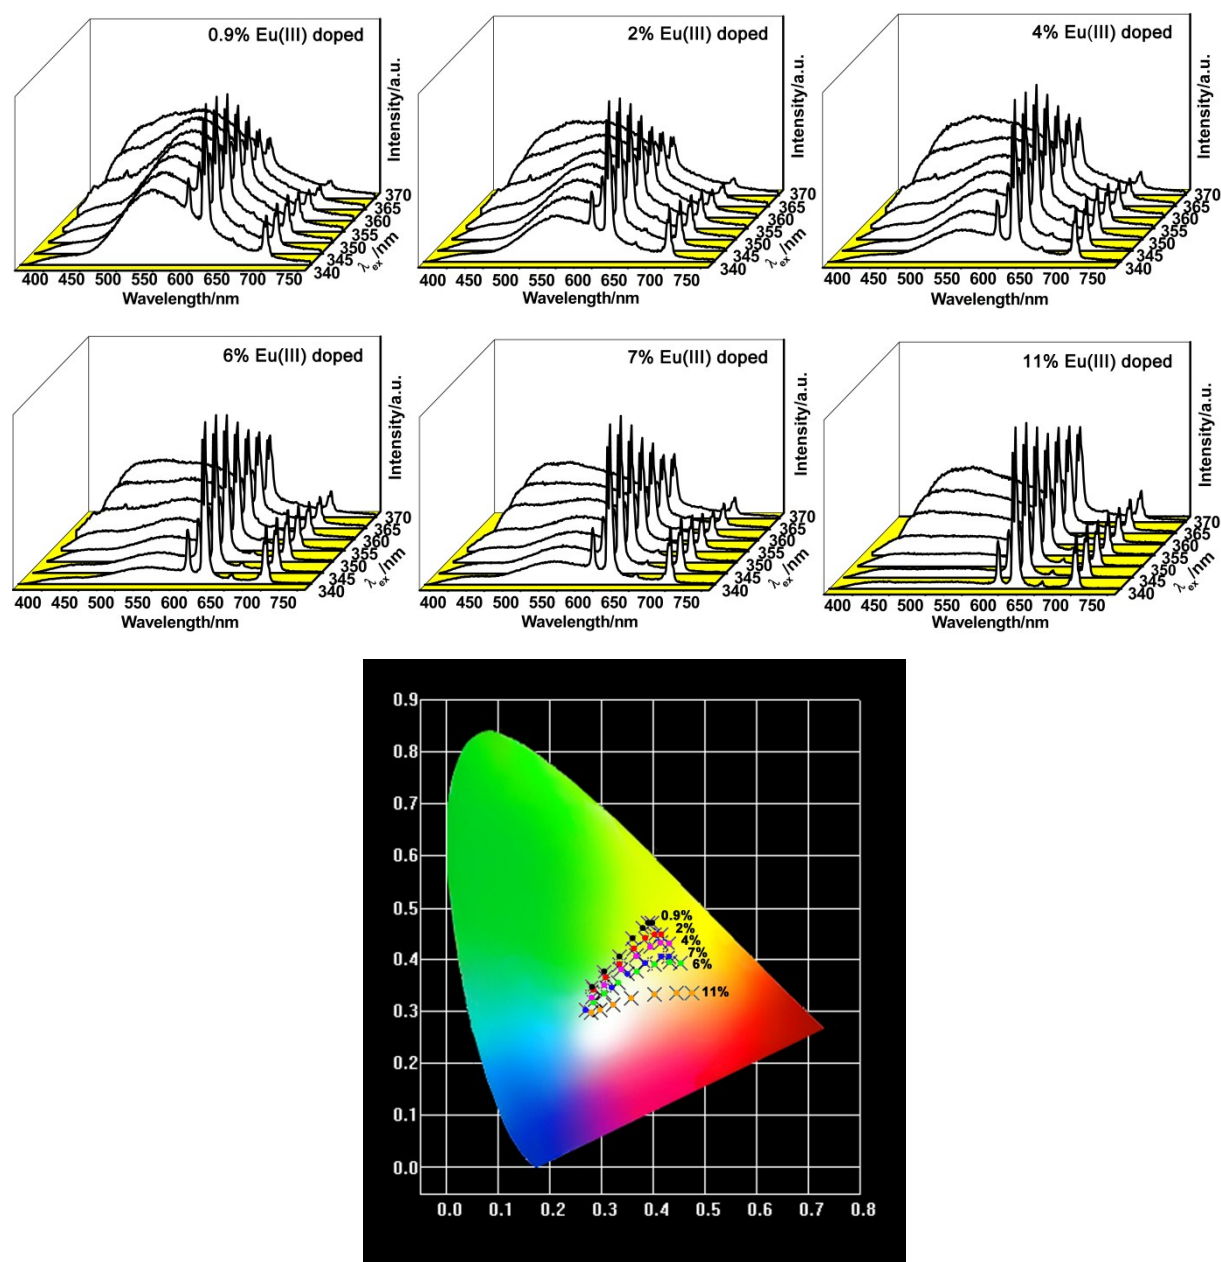 0.9% Eu(III) doped
Intensity/a.u.
370
365
360
355
350
345
340
λex/nm
400 450 500 550 600 650 700 750
Wavelength/nm
2% Eu(III) doped
Intensity/a.u.
370
365
360
355
350
345
340
λex/nm
400 450 500 550 600 650 700 750
Wavelength/nm
4% Eu(III) doped
Intensity/a.u.
370
365
360
355
350
345
340
λex/nm
400 450 500 550 600 650 700 750
Wavelength/nm
6% Eu(III) doped
Intensity/a.u.
370
365
360
355
350
345
340
λex/nm
400 450 500 550 600 650 700 750
Wavelength/nm
7% Eu(III) doped
Intensity/a.u.
370
365
360
355
350
345
340
λex/nm
400 450 500 550 600 650 700 750
Wavelength/nm
11% Eu(III) doped
Intensity/a.u.
370
365
360
355
350
345
340
λex/nm
400 450 500 550 600 650 700 750
Wavelength/nm
0.9
0.8
0.7
0.6
0.5
0.4
0.3
0.2
0.1
0.0
0.9%
2%
4%
7%
6%
11%
0.0 0.1 0.2 0.3 0.4 0.5 0.6 0.7 0.8